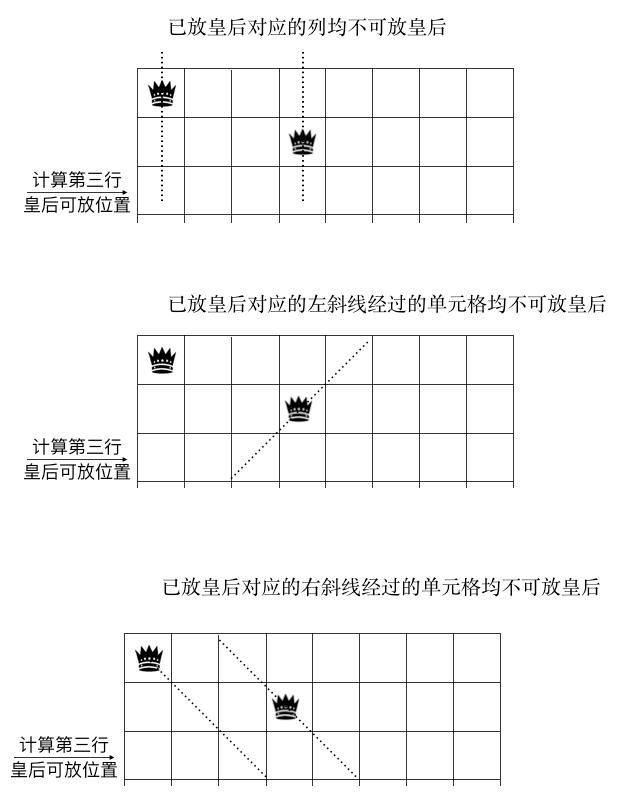 已放皇后对应的列均不可放皇后
计算第三行
皇后可放位置
已放皇后对应的左斜线经过的单元格均不可放皇后
计算第三行
皇后可放位置
已放皇后对应的右斜线经过的单元格均不可放皇后
计算第三行
皇后可放位置